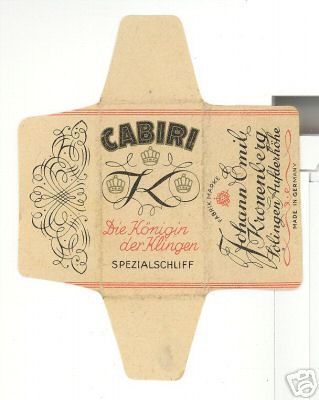 CABIRI
K
Die Königin
der Klingen
SPEZIALSCHLIFF
FABRIK MARKE
Johann Emil
Kronenberg
Solingen-Aufderhöhe
J.E.K.
MADE IN GERMANY